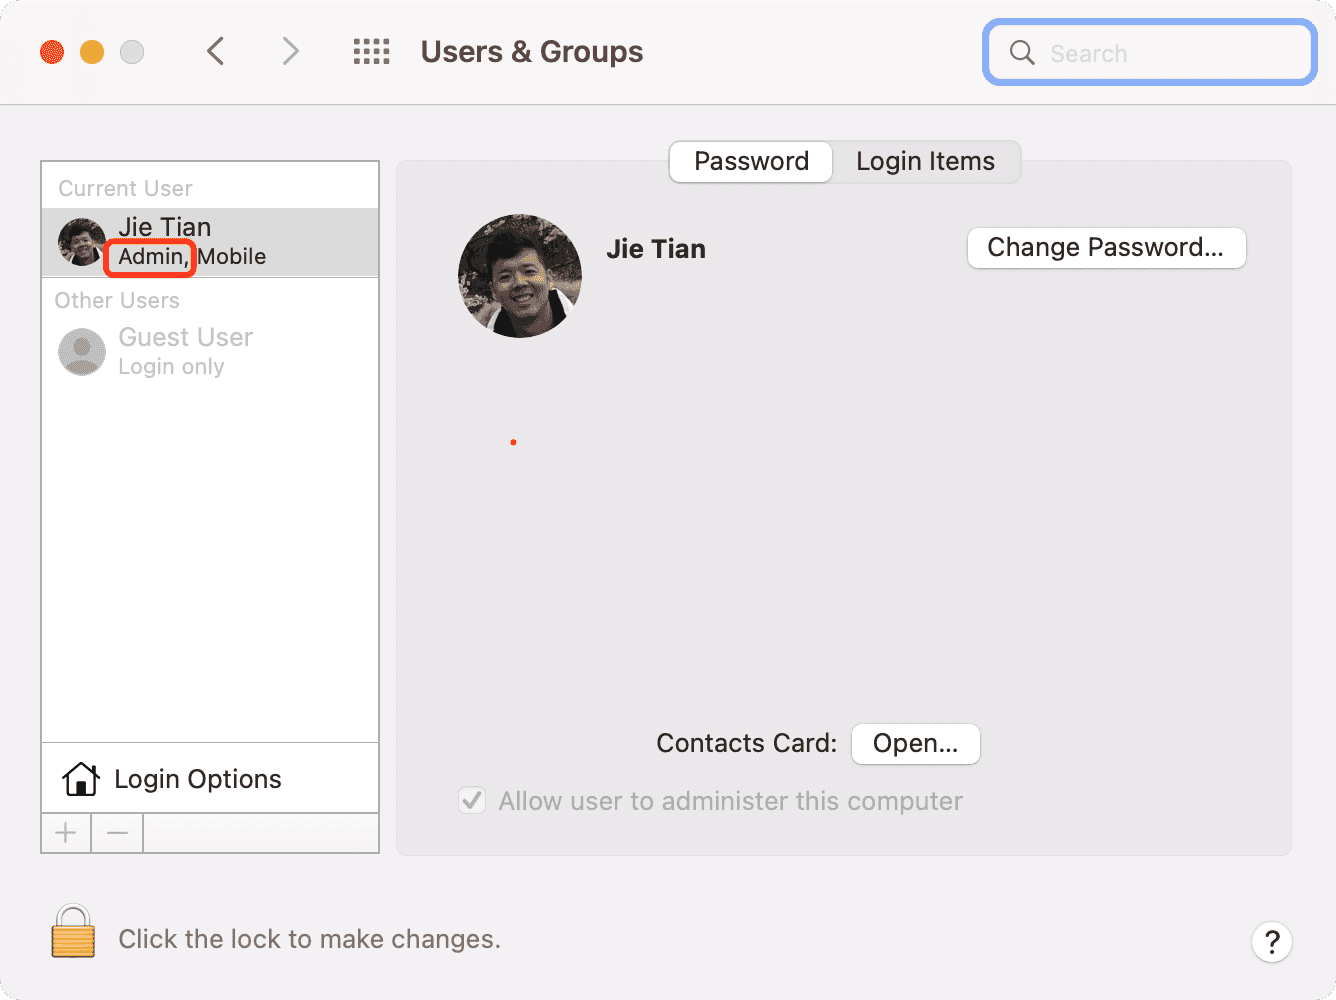 Users & Groups
Search
Current User
Jie Tian
Admin, Mobile
Other Users
Guest User
Login only
Login Options
Password
Login Items
Jie Tian
Change Password...
Contacts Card:
Open...
Allow user to administer this computer
Click the lock to make changes.
?